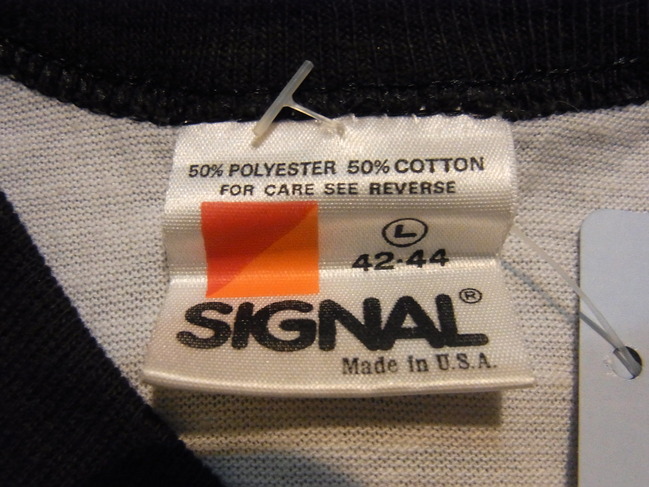 50% POLYESTER 50% COTTON
FOR CARE SEE REVERSE
L
42-44
SIGNAL®
Made in U.S.A.